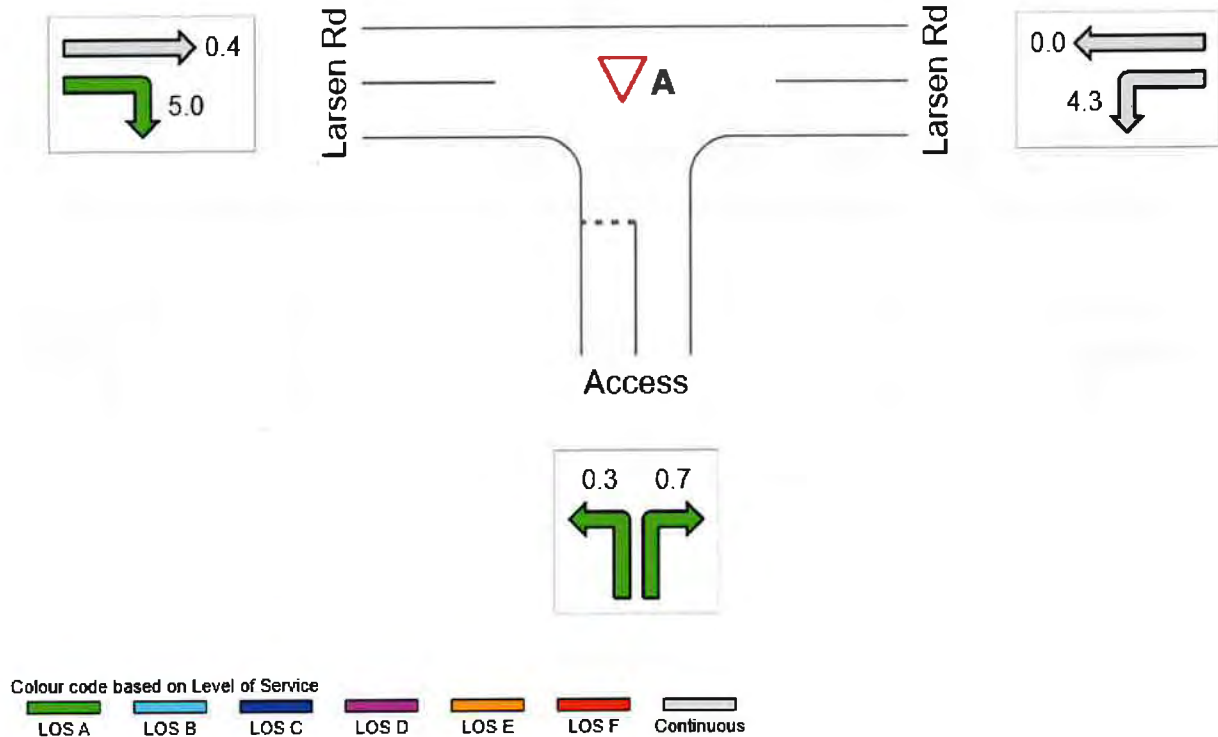 Larsen Rd
Larsen Rd
0.4
5.0
A
0.0
4.3
Access
0.3 0.7
Colour code based on Level of Service
LOS A LOS B LOS C LOS D LOS E LOS F Continuous